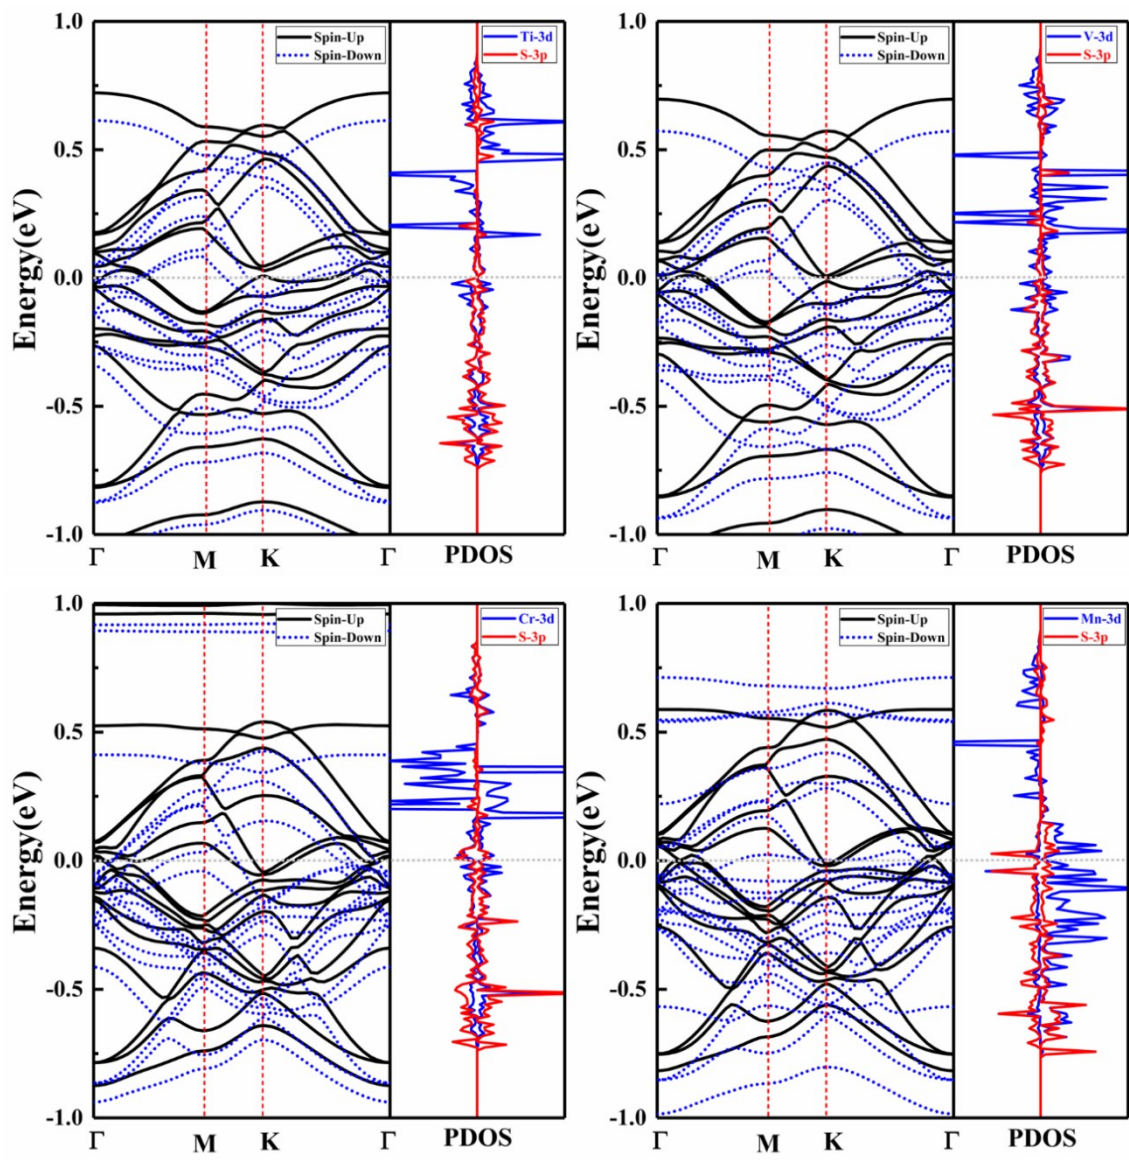 1.0
0.5
0.0
-0.5
-1.0
Energy(eV)
Spin-Up
Spin-Down
Ti-3d
S-3p
Γ M K Γ PDOS
1.0
0.5
0.0
-0.5
-1.0
Energy(eV)
Spin-Up
Spin-Down
V-3d
S-3p
Γ M K Γ PDOS
1.0
0.5
0.0
-0.5
-1.0
Energy(eV)
Spin-Up
Spin-Down
Cr-3d
S-3p
Γ M K Γ PDOS
1.0
0.5
0.0
-0.5
-1.0
Energy(eV)
Spin-Up
Spin-Down
Mn-3d
S-3p
Γ M K Γ PDOS